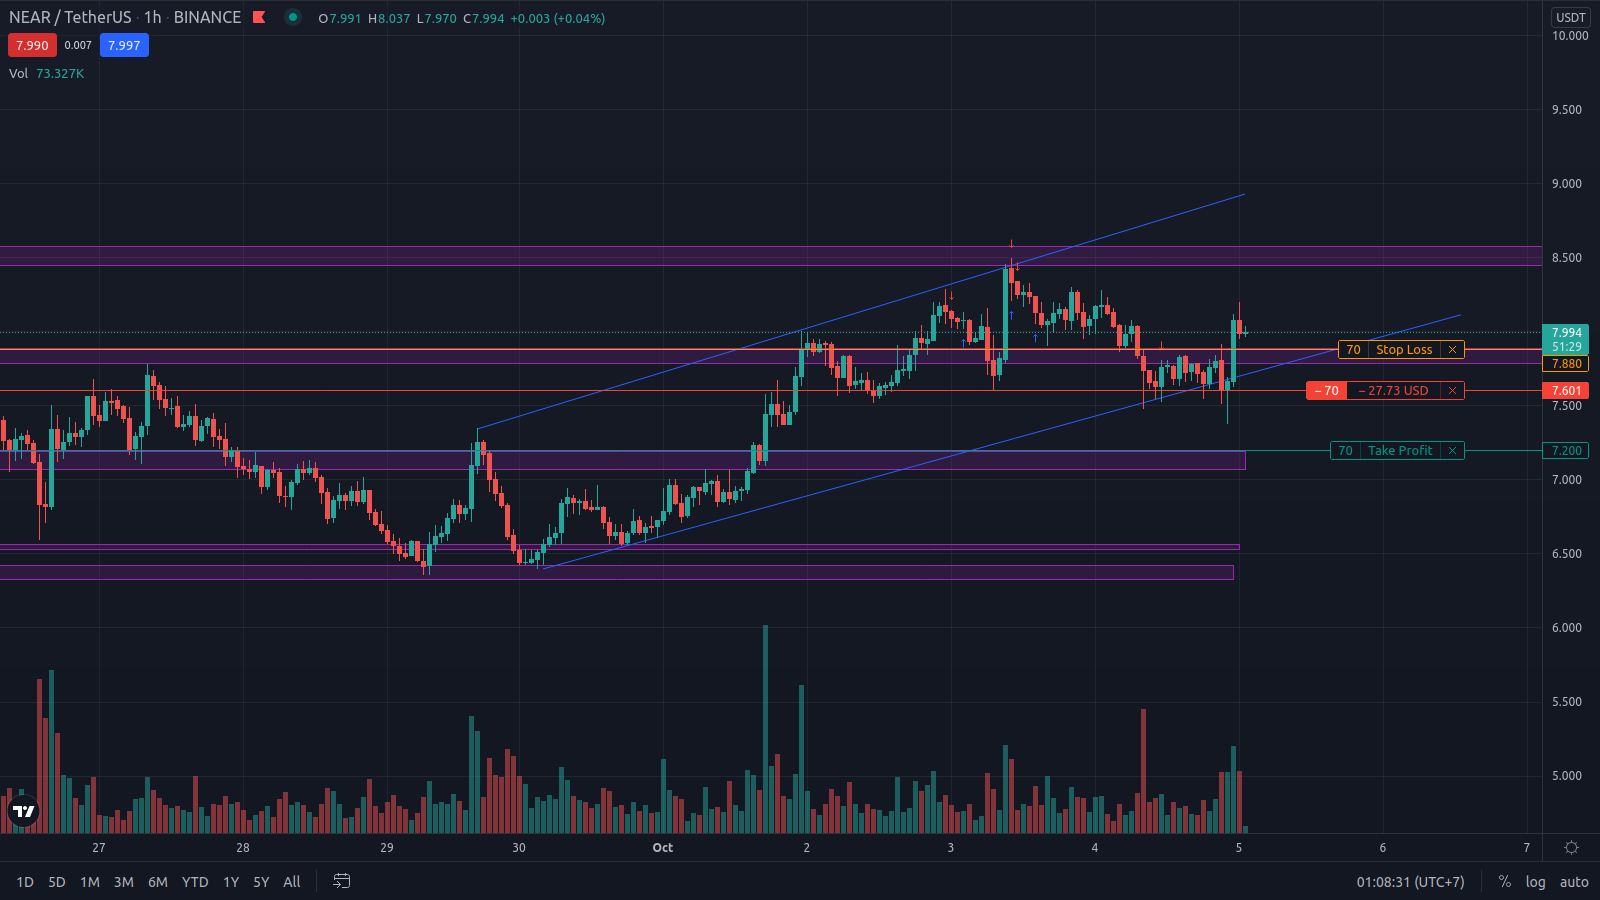 NEAR / TetherUS · 1h · BINANCE O7.991 H8.037 L7.970 C7.994 +0.003 (+0.04%)
USDT
7.990 0.007 7.997
Vol 73.327K
10.000
9.500
9.000
8.500
7.994
51:29
70 Stop Loss ×
7.880
−70 −27.73 USD ×
7.601
7.500
70 Take Profit ×
7.200
7.000
6.500
6.000
5.500
5.000
27 28 29 30 Oct 2 3 4 5 6 7
1D 5D 1M 3M 6M YTD 1Y 5Y All 01:08:31 (UTC+7) % log auto